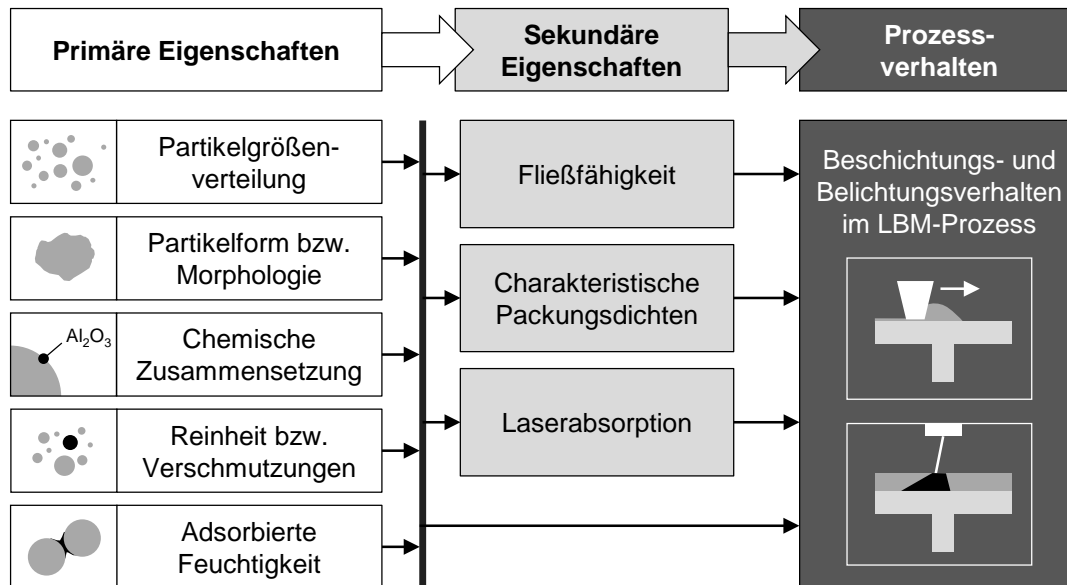 Primäre Eigenschaften
Sekundäre
Eigenschaften
Prozess-
verhalten
Partikelgrößen-
verteilung
Partikelform bzw.
Morphologie
Al₂O₃
Chemische
Zusammensetzung
Reinheit bzw.
Verschmutzungen
Adsorbierte
Feuchtigkeit
Fließfähigkeit
Charakteristische
Packungsdichten
Laserabsorption
Beschichtungs- und
Belichtungsverhalten
im LBM-Prozess